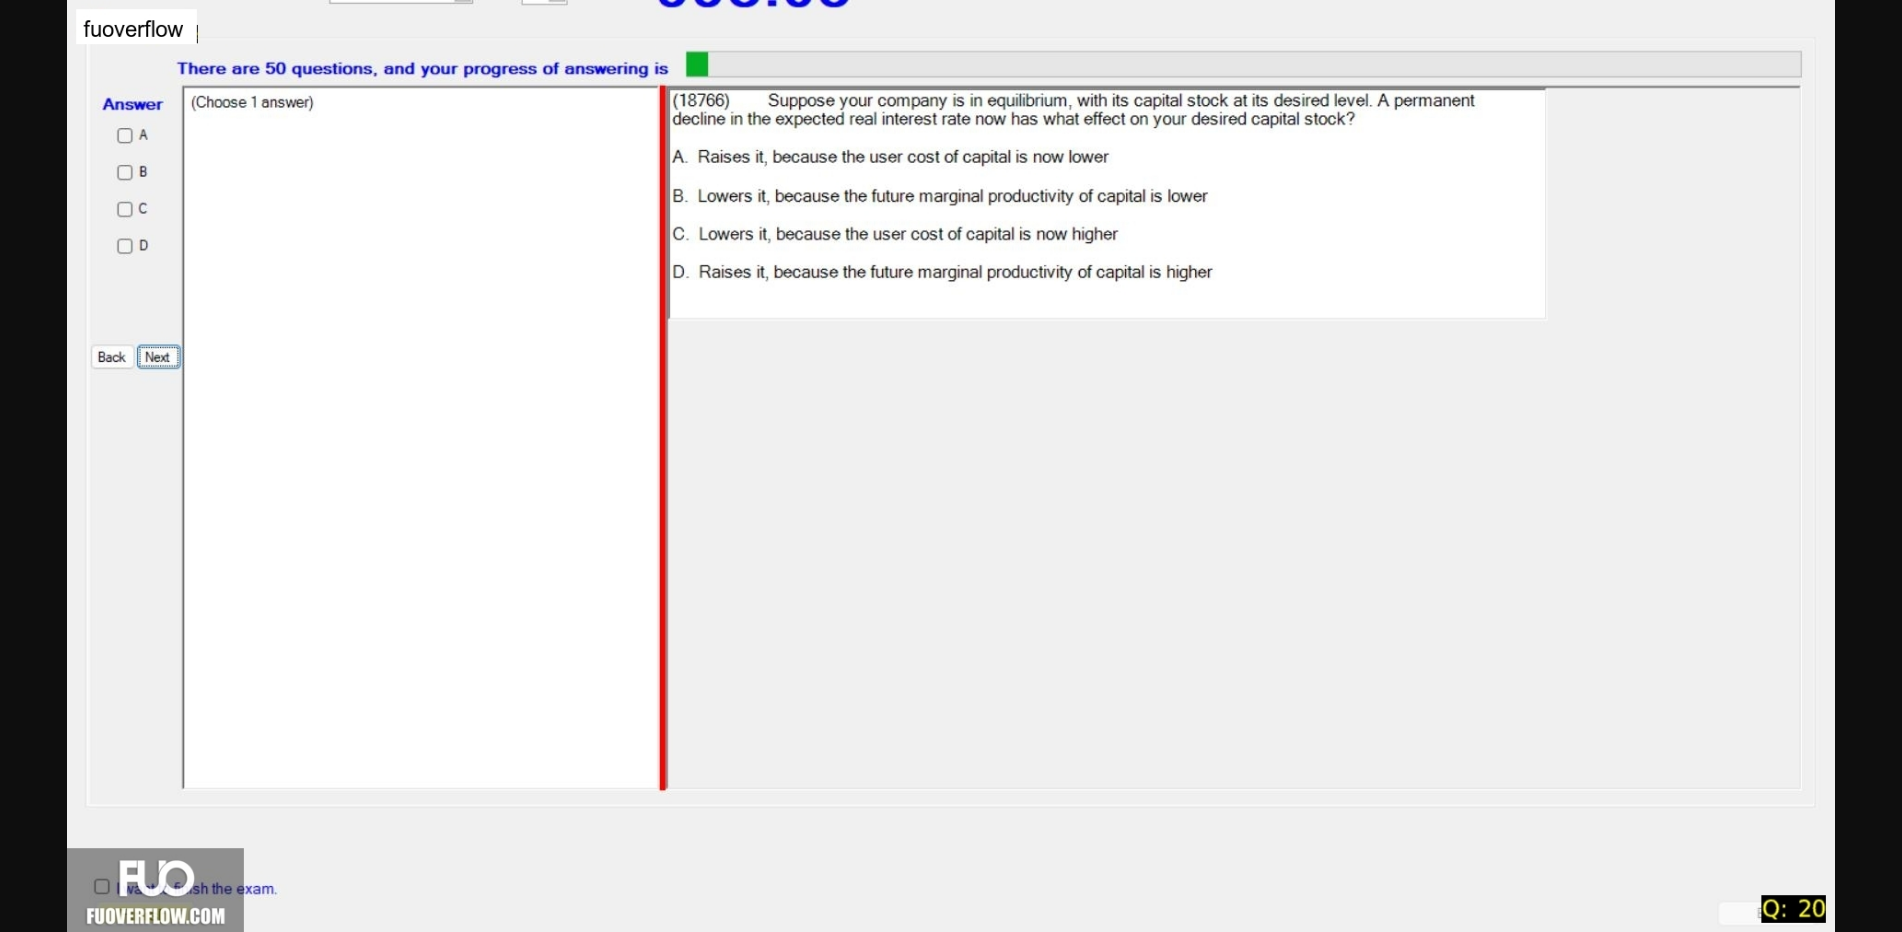 fuoverflow
There are 50 questions, and your progress of answering is
Answer
(Choose 1 answer)
A
B
C
D
Back
Next
(18766) Suppose your company is in equilibrium, with its capital stock at its desired level. A permanent
decline in the expected real interest rate now has what effect on your desired capital stock?
A. Raises it, because the user cost of capital is now lower
B. Lowers it, because the future marginal productivity of capital is lower
C. Lowers it, because the user cost of capital is now higher
D. Raises it, because the future marginal productivity of capital is higher
FUO
the exam.
FUOVERFLOW.COM
Q: 20